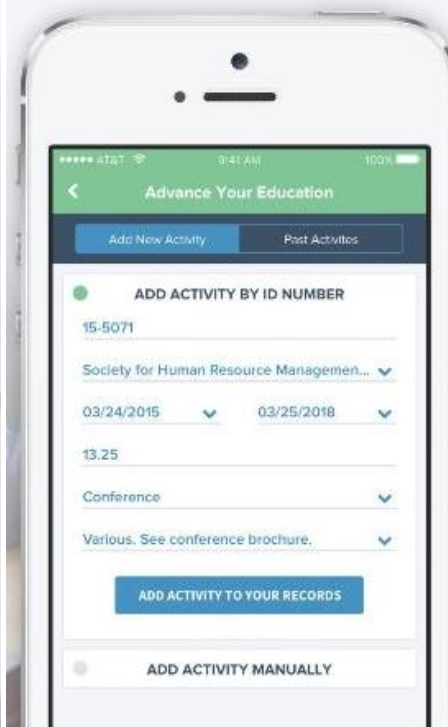 AT&T 9:41 AM 100%
Advance Your Education
Add New Activity Past Activites
ADD ACTIVITY BY ID NUMBER
15-5071
Society for Human Resource Managemen...
03/24/2015 03/25/2018
13.25
Conference
Various. See conference brochure.
ADD ACTIVITY TO YOUR RECORDS
ADD ACTIVITY MANUALLY